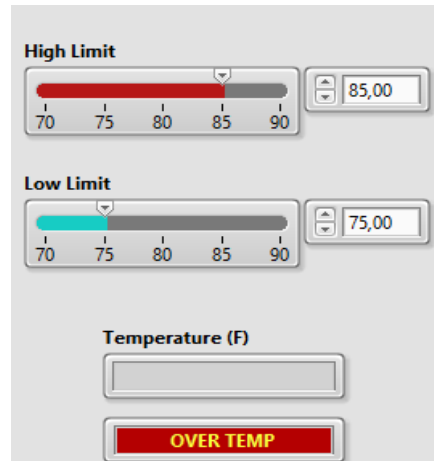 High Limit
70 75 80 85 90
85,00
Low Limit
70 75 80 85 90
75,00
Temperature (F)
OVER TEMP